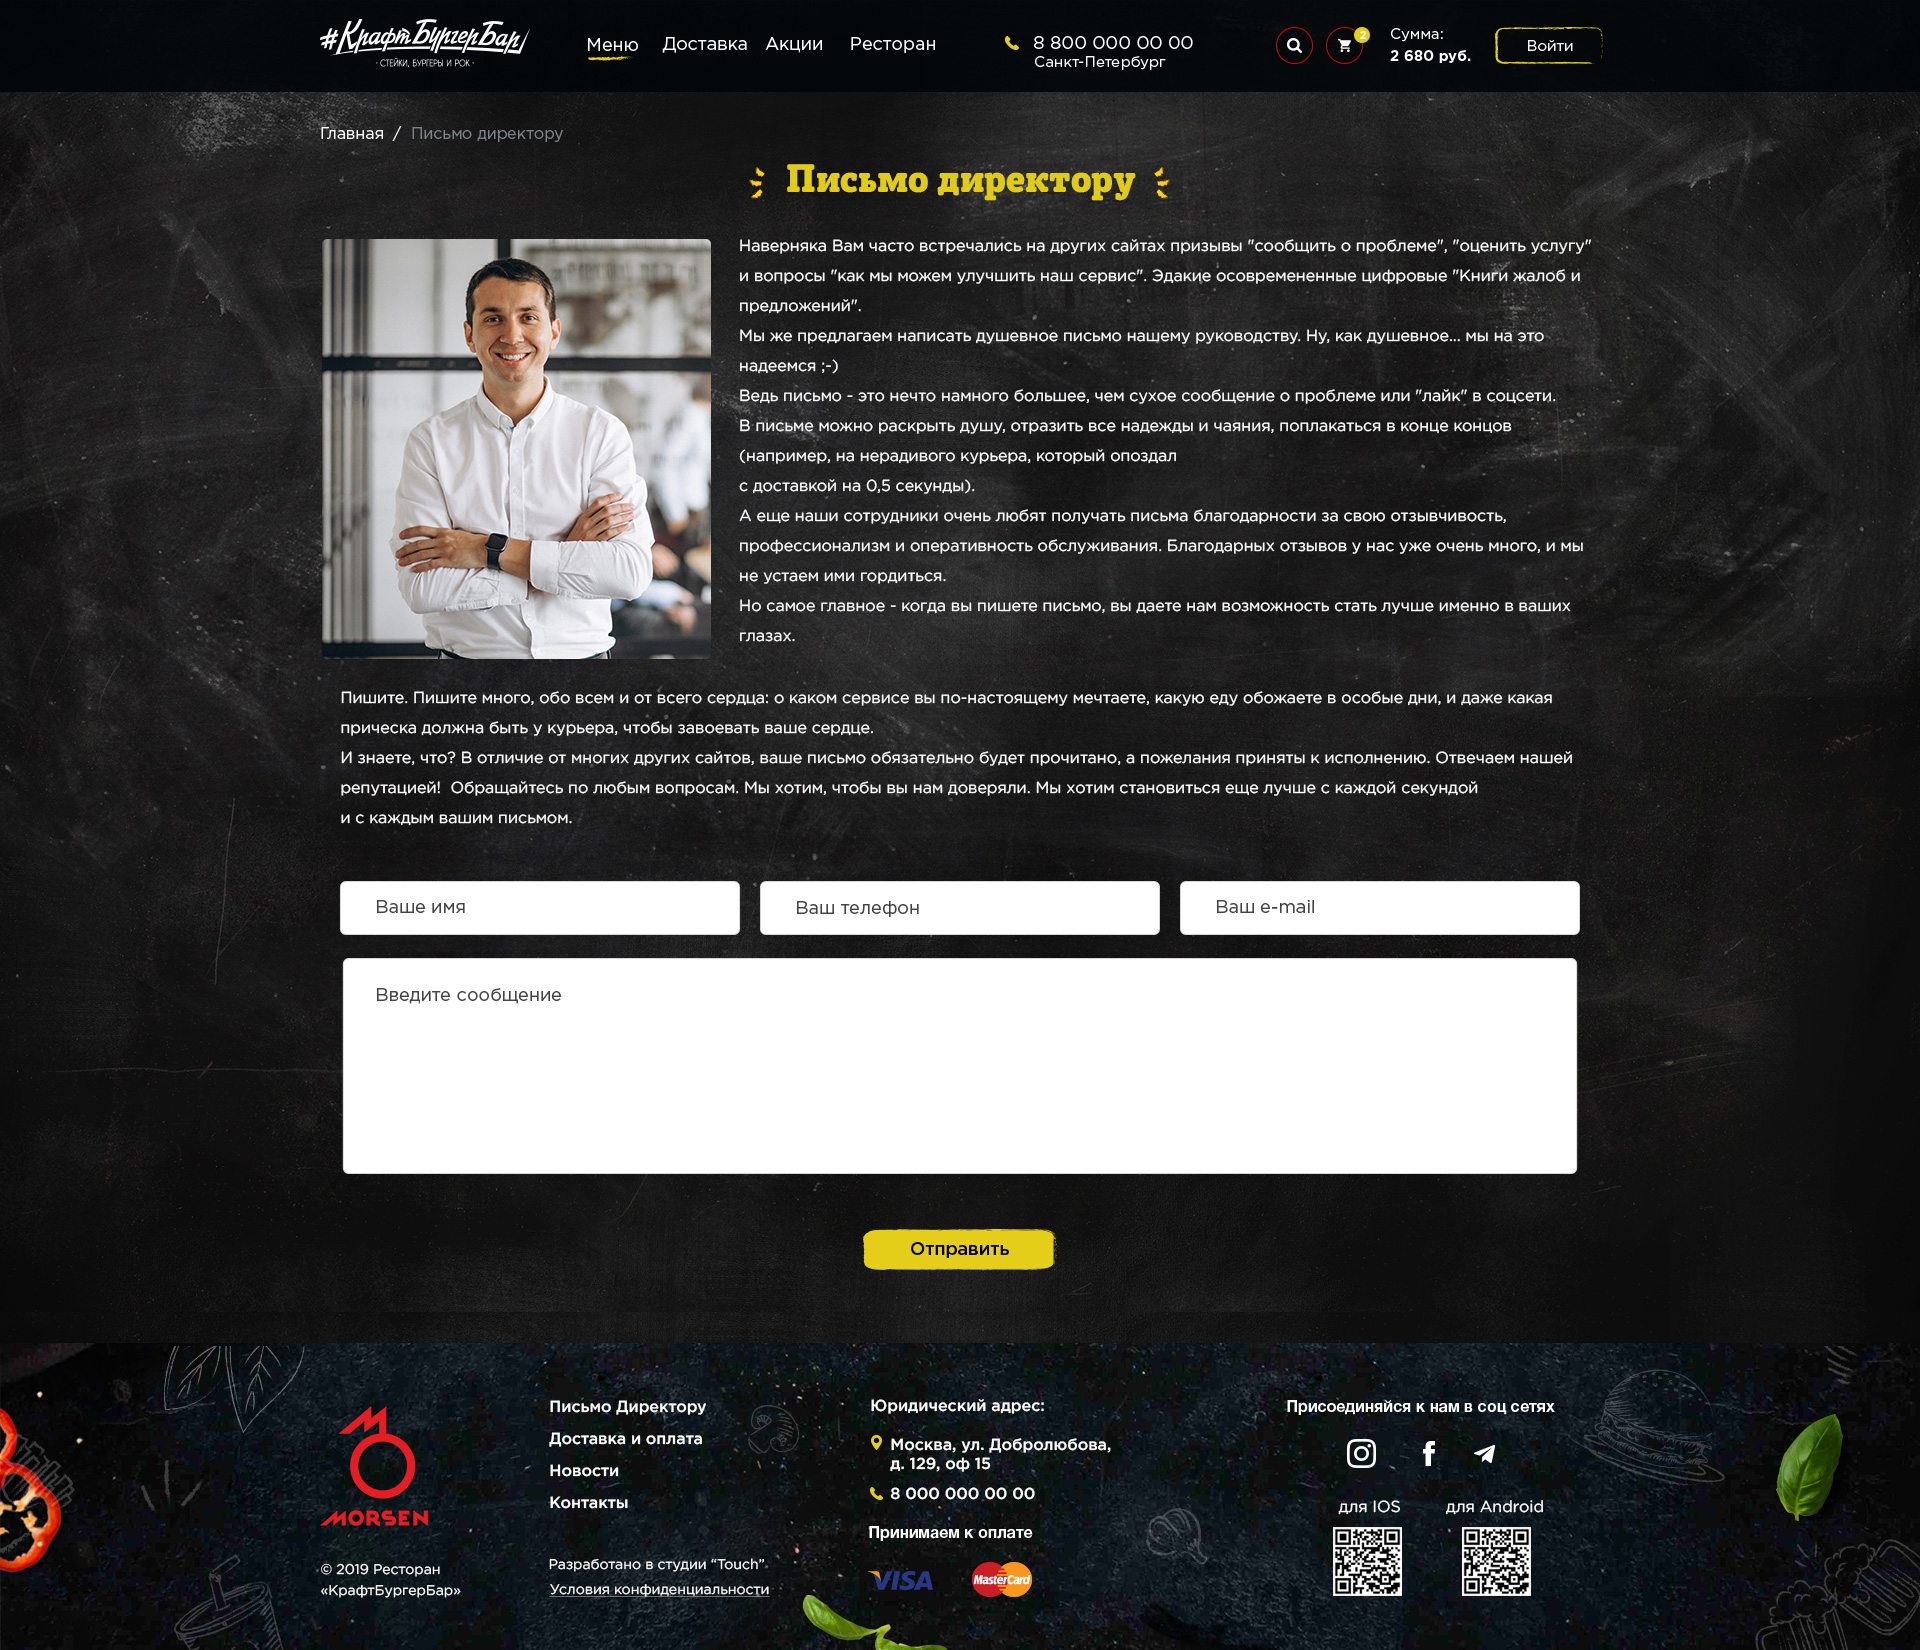 #КрафтБургерБар
· СТЕЙКИ, БУРГЕРЫ И РОК ·
Меню
Доставка
Акции
Ресторан
8 800 000 00 00
Санкт-Петербург
2
Сумма:
2 680 руб.
Войти
Главная / Письмо директору
Письмо директору
Наверняка Вам часто встречались на других сайтах призывы "сообщить о проблеме", "оценить услугу"
и вопросы "как мы можем улучшить наш сервис". Эдакие осовремененные цифровые "Книги жалоб и
предложений".
Мы же предлагаем написать душевное письмо нашему руководству. Ну, как душевное... мы на это
надеемся ;-)
Ведь письмо - это нечто намного большее, чем сухое сообщение о проблеме или "лайк" в соцсети.
В письме можно раскрыть душу, отразить все надежды и чаяния, поплакаться в конце концов
(например, на нерадивого курьера, который опоздал
с доставкой на 0,5 секунды).
А еще наши сотрудники очень любят получать письма благодарности за свою отзывчивость,
профессионализм и оперативность обслуживания. Благодарных отзывов у нас уже очень много, и мы
не устаем ими гордиться.
Но самое главное - когда вы пишете письмо, вы даете нам возможность стать лучше именно в ваших
глазах.
Пишите. Пишите много, обо всем и от всего сердца: о каком сервисе вы по-настоящему мечтаете, какую еду обожаете в особые дни, и даже какая
прическа должна быть у курьера, чтобы завоевать ваше сердце.
И знаете, что? В отличие от многих других сайтов, ваше письмо обязательно будет прочитано, а пожелания приняты к исполнению. Отвечаем нашей
репутацией! Обращайтесь по любым вопросам. Мы хотим, чтобы вы нам доверяли. Мы хотим становиться еще лучше с каждой секундой
и с каждым вашим письмом.
Ваше имя
Ваш телефон
Ваш e-mail
Введите сообщение
Отправить
MORSEN
© 2019 Ресторан
«КрафтБургерБар»
Письмо Директору
Доставка и оплата
Новости
Контакты
Разработано в студии “Touch”
Условия конфиденциальности
Юридический адрес:
Москва, ул. Добролюбова,
д. 129, оф 15
8 000 000 00 00
Принимаем к оплате
VISA
MasterCard
Присоединяйся к нам в соц сетях
для IOS
для Android